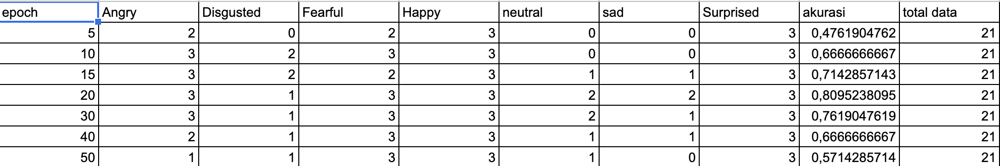 epoch Angry Disgusted Fearful Happy neutral sad Surprised akurasi total data
5 2 0 2 3 0 0 3 0,4761904762 21
10 3 2 3 3 0 0 3 0,6666666667 21
15 3 2 2 3 1 1 3 0,7142857143 21
20 3 1 3 3 2 2 3 0,8095238095 21
30 3 1 3 3 2 1 3 0,7619047619 21
40 2 1 3 3 1 1 3 0,6666666667 21
50 1 1 3 3 1 0 3 0,5714285714 21